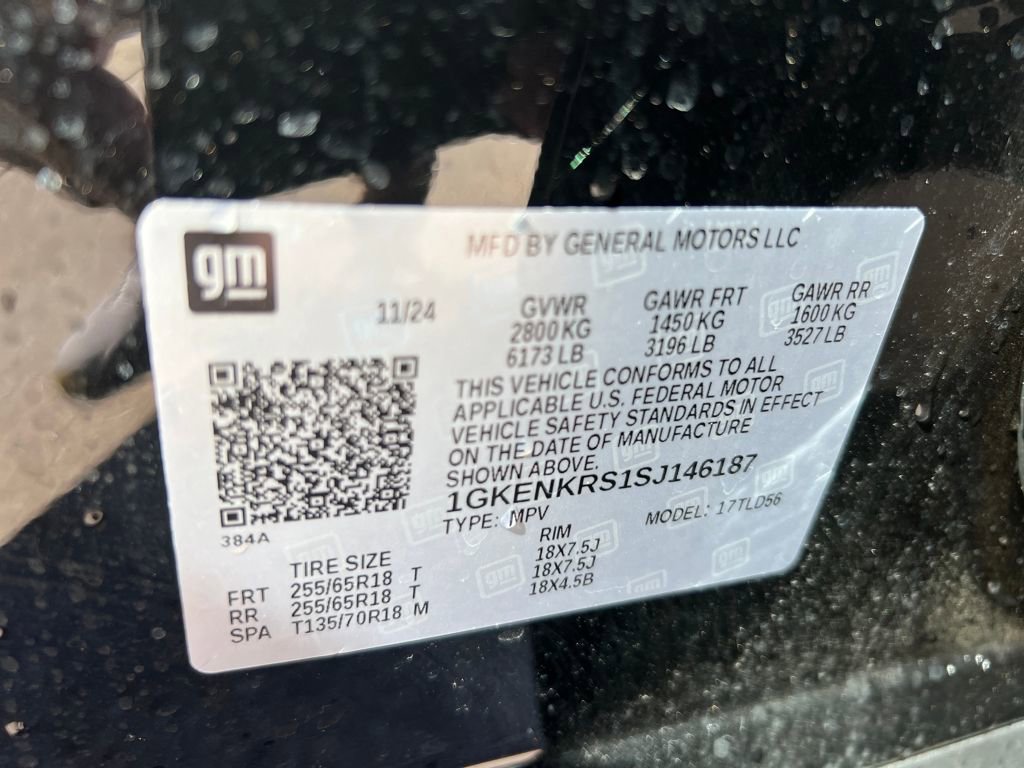 gm
MFD BY GENERAL MOTORS LLC
11/24 GVWR GAWR FRT GAWR RR
2800 KG 1450 KG 1600 KG
6173 LB 3196 LB 3527 LB
THIS VEHICLE CONFORMS TO ALL
APPLICABLE U.S. FEDERAL MOTOR
VEHICLE SAFETY STANDARDS IN EFFECT
ON THE DATE OF MANUFACTURE
SHOWN ABOVE.
1GKENKRS1SJ146187
TYPE: MPV MODEL: 17TLD56
384A
TIRE SIZE RIM
FRT 255/65R18 T 18X7.5J
RR 255/65R18 T 18X7.5J
SPA T135/70R18 M 18X4.5B